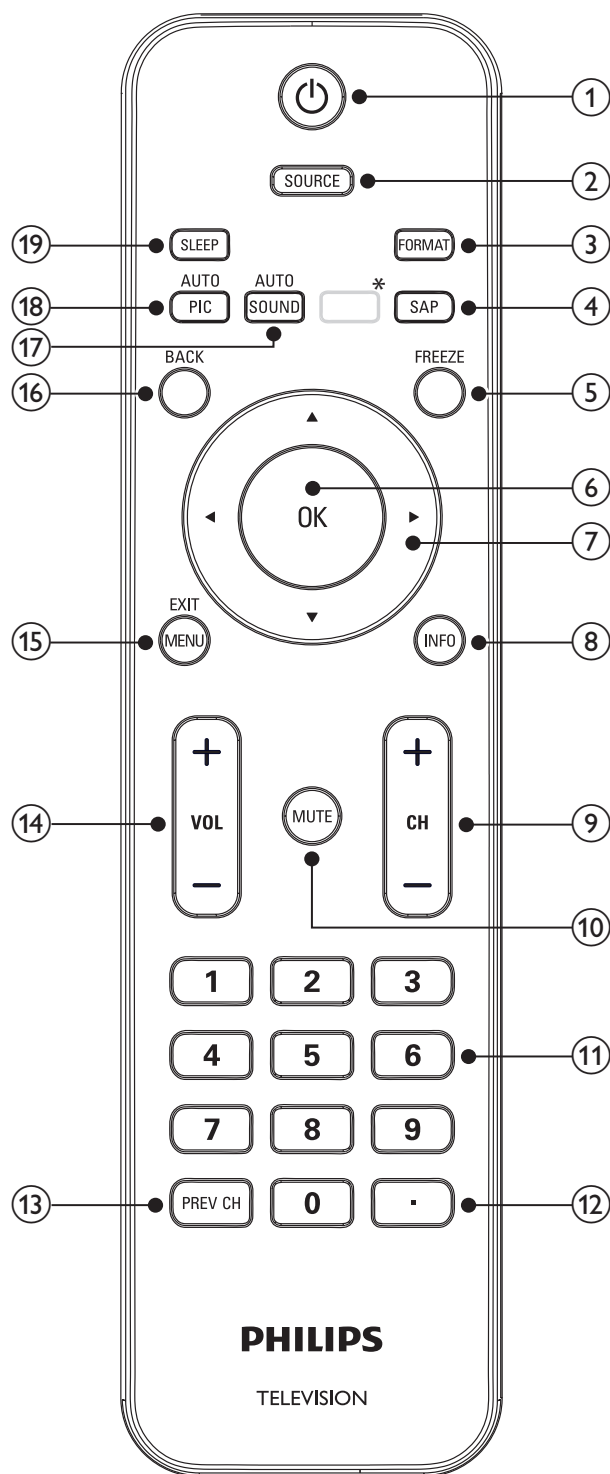 1
SOURCE
2
19
SLEEP
FORMAT
3
AUTO
AUTO
*
18
PIC
SOUND
SAP
4
17
BACK
FREEZE
16
5
6
OK
7
EXIT
15
MENU
INFO
8
+
+
14
VOL
MUTE
CH
9
–
–
10
1 2 3
4 5 6
11
7 8 9
13
PREV CH
0
.
12
PHILIPS
TELEVISION